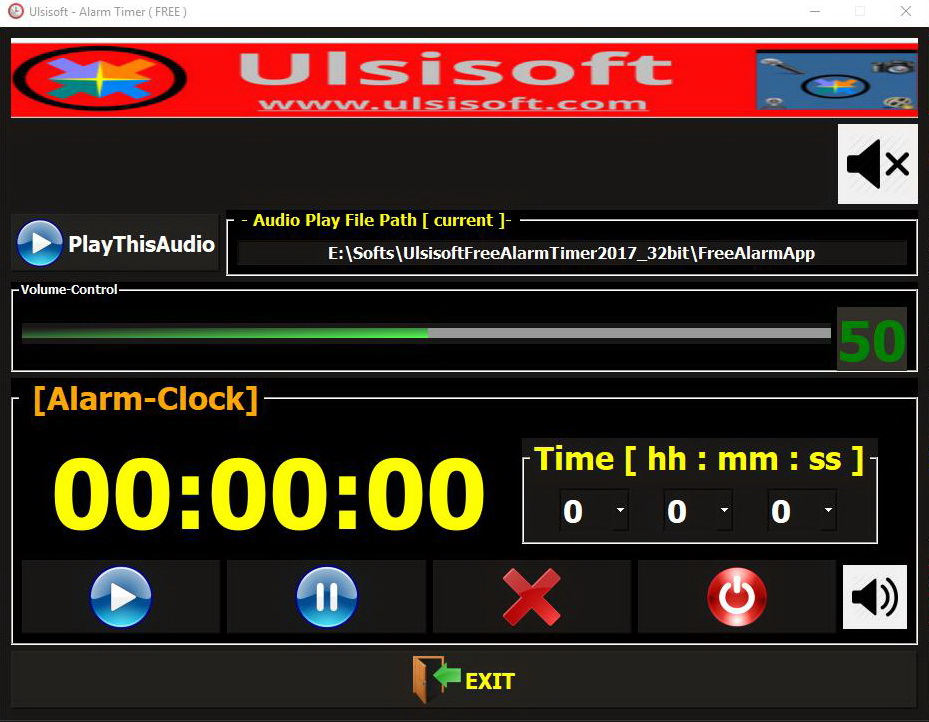 Ulsisoft - Alarm Timer ( FREE )
Ulsisoft
www.ulsisoft.com
PlayThisAudio
- Audio Play File Path [ current ]-
E:\Softs\UlsisoftFreeAlarmTimer2017_32bit\FreeAlarmApp
Volume-Control
50
[Alarm-Clock]
00:00:00
Time [ hh : mm : ss ]
0 0 0
EXIT